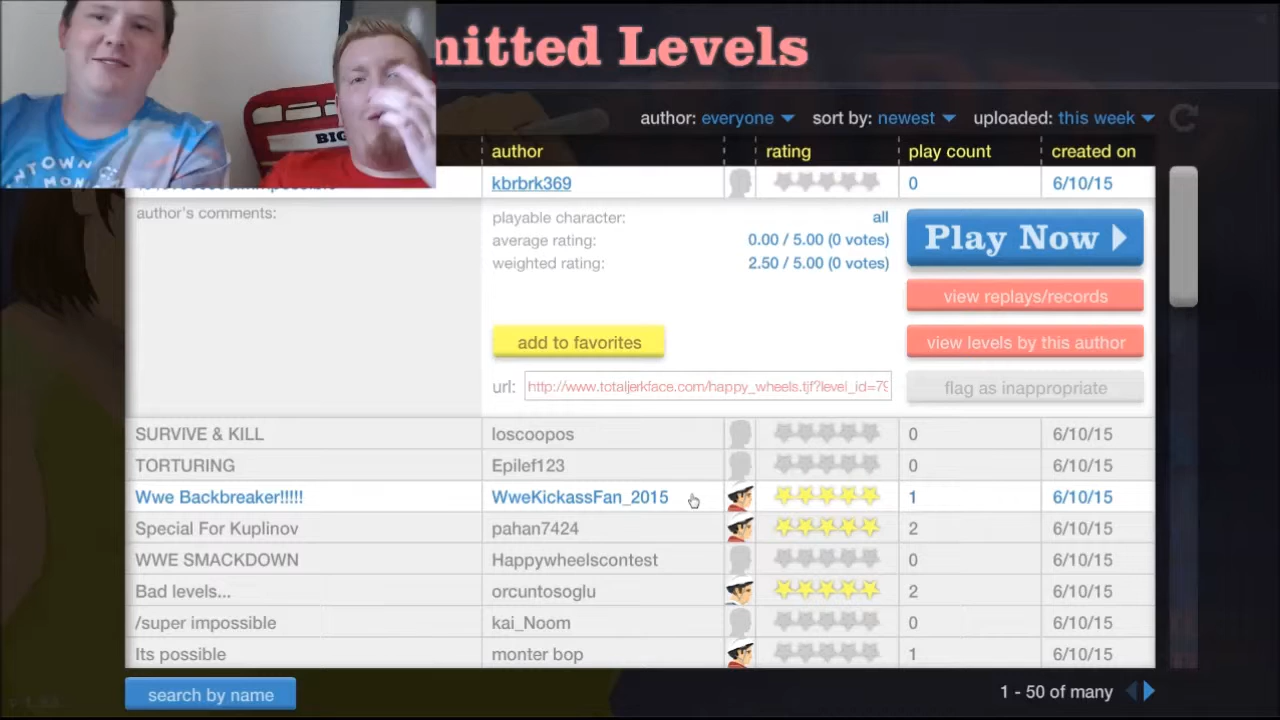 mitted Levels
author: everyone sort by: newest uploaded: this week
author rating play count created on
kbrbrk369 0 6/10/15
author's comments:
playable character: all
average rating: 0.00 / 5.00 (0 votes)
weighted rating: 2.50 / 5.00 (0 votes)
Play Now
view replays/records
add to favorites
view levels by this author
url: http://www.totaljerkface.com/happy_wheels.tjf?level_id=79
flag as inappropriate
SURVIVE & KILL loscoopos 0 6/10/15
TORTURING Epilef123 0 6/10/15
Wwe Backbreaker!!!!! WweKickassFan_2015 1 6/10/15
Special For Kuplinov pahan7424 2 6/10/15
WWE SMACKDOWN Happywheelscontest 0 6/10/15
Bad levels... orcuntosoglu 2 6/10/15
/super impossible kai_Noom 0 6/10/15
Its possible monter bop 1 6/10/15
search by name
1 - 50 of many
BIG